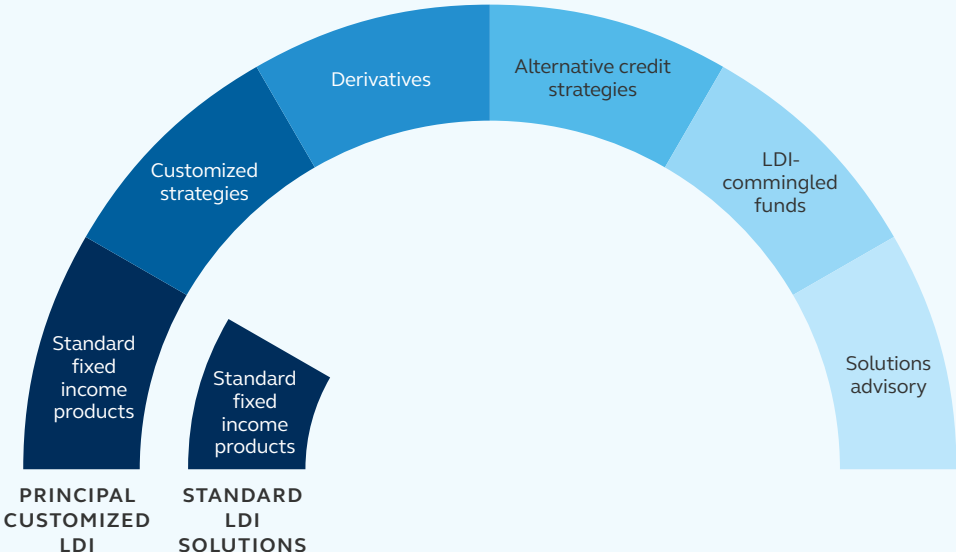 Derivatives
Alternative credit
strategies
Customized
strategies
LDI-
commingled
funds
Standard
fixed
income
products
Standard
fixed
income
products
Solutions
advisory
PRINCIPAL
CUSTOMIZED
LDI
STANDARD
LDI
SOLUTIONS